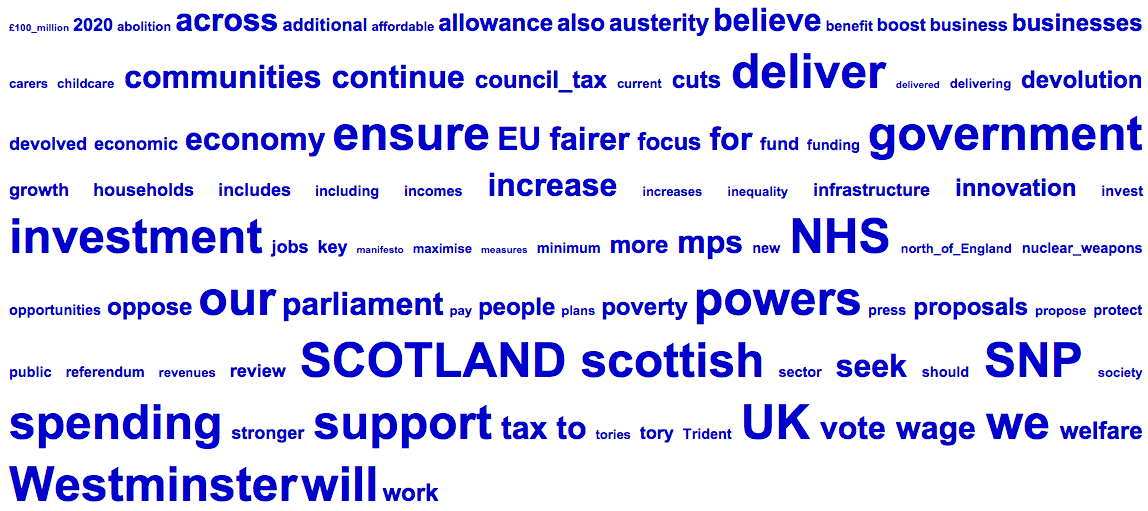 £100_million 2020 abolition across additional affordable allowance also austerity believe benefit boost business businesses
carers childcare communities continue council_tax current cuts deliver delivered delivering devolution
devolved economic economy ensure EU fairer focus for fund funding government
growth households includes including incomes increase increases inequality infrastructure innovation invest
investment jobs key manifesto maximise measures minimum more mps new NHS north_of_England nuclear_weapons
opportunities oppose our parliament pay people plans poverty powers press proposals propose protect
public referendum revenues review SCOTLAND scottish sector seek should SNP society
spending stronger support tax to tories tory Trident UK vote wage we welfare
Westminster will work